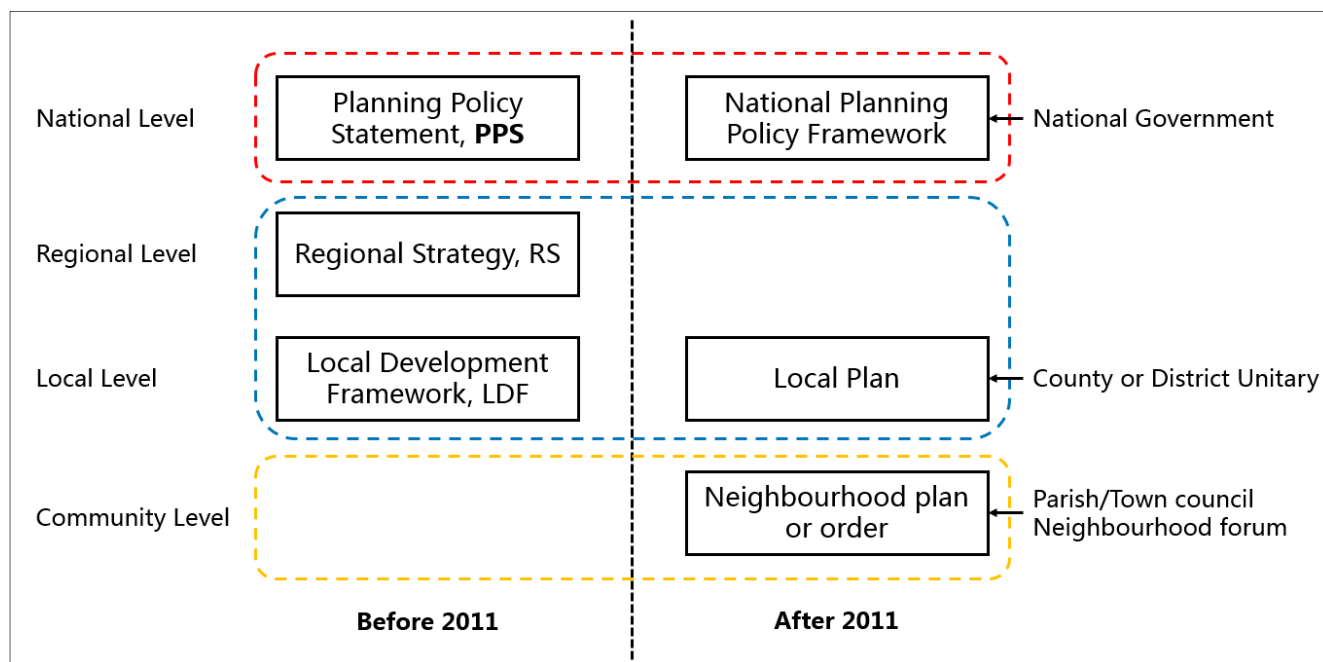 National Level
Planning Policy
Statement, PPS
National Planning
Policy Framework
National Government
Regional Level
Regional Strategy, RS
Local Level
Local Development
Framework, LDF
Local Plan
County or District Unitary
Community Level
Neighbourhood plan
or order
Parish/Town council
Neighbourhood forum
Before 2011
After 2011